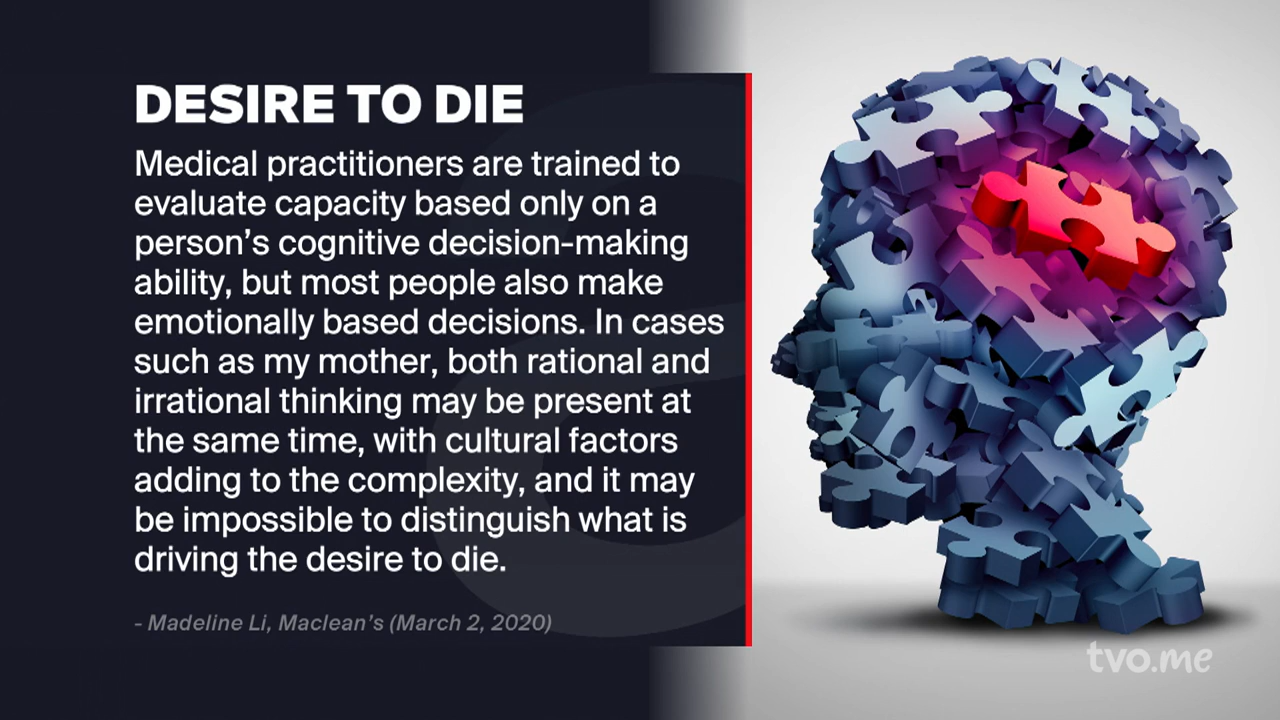 DESIRE TO DIE
Medical practitioners are trained to
evaluate capacity based only on a
person’s cognitive decision-making
ability, but most people also make
emotionally based decisions. In cases
such as my mother, both rational and
irrational thinking may be present at
the same time, with cultural factors
adding to the complexity, and it may
be impossible to distinguish what is
driving the desire to die.
- Madeline Li, Maclean’s (March 2, 2020)
tvo.me